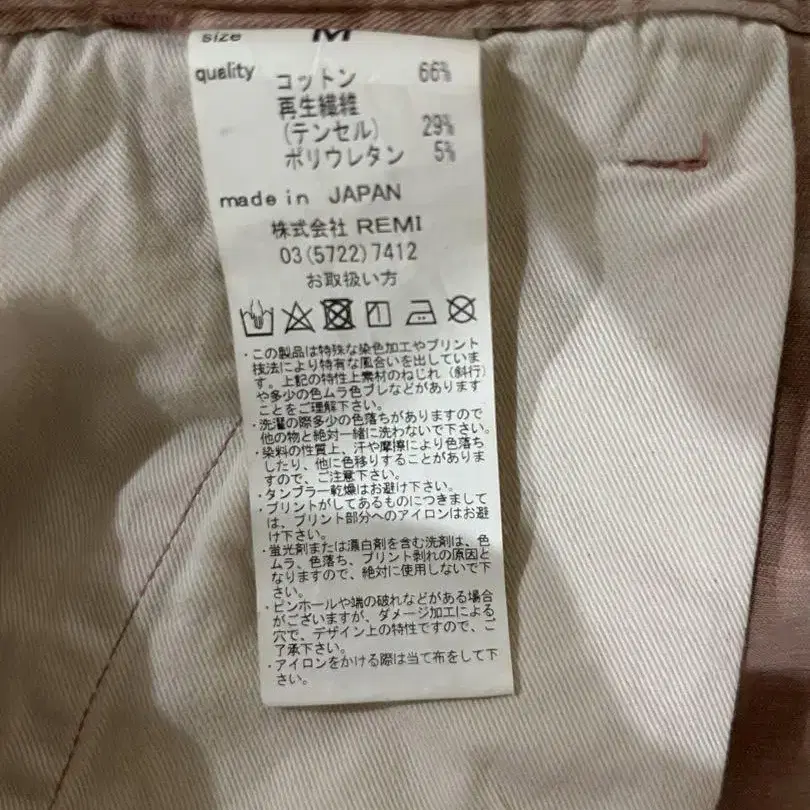 size M
quality コットン 66%
再生繊維
(テンセル) 29%
ポリウレタン 5%
made in JAPAN
株式会社 REMI
03(5722)7412
お取扱い方
・この製品は特殊な染色加工やプリント
技法により特有な風合いを出していま
す。上記の特性上素材のねじれ(斜行)
や多少の色ムラ色ブレなどがあります
ことをご理解下さい。
・洗濯の際多少の色落ちがありますので
他の物と絶対一緒に洗わないで下さい。
・染料の性質上、汗や摩擦により色落ち
したり、他に色移りすることがありま
すので、ご注意下さい。
・タンブラー乾燥はお避け下さい。
・プリントがしてあるものにつきまして
は、プリント部分へのアイロンはお避
け下さい。
・蛍光剤または漂白剤を含む洗剤は、色
ムラ、色落ち、プリント剥れの原因と
なりますので、絶対に使用しないで下
さい。
・ピンホールや端の破れなどがある場合
がございますが、ダメージ加工による
穴で、デザイン上の特性ですので、ご
了承下さい。
・アイロンをかける際は当て布をして下
さい。